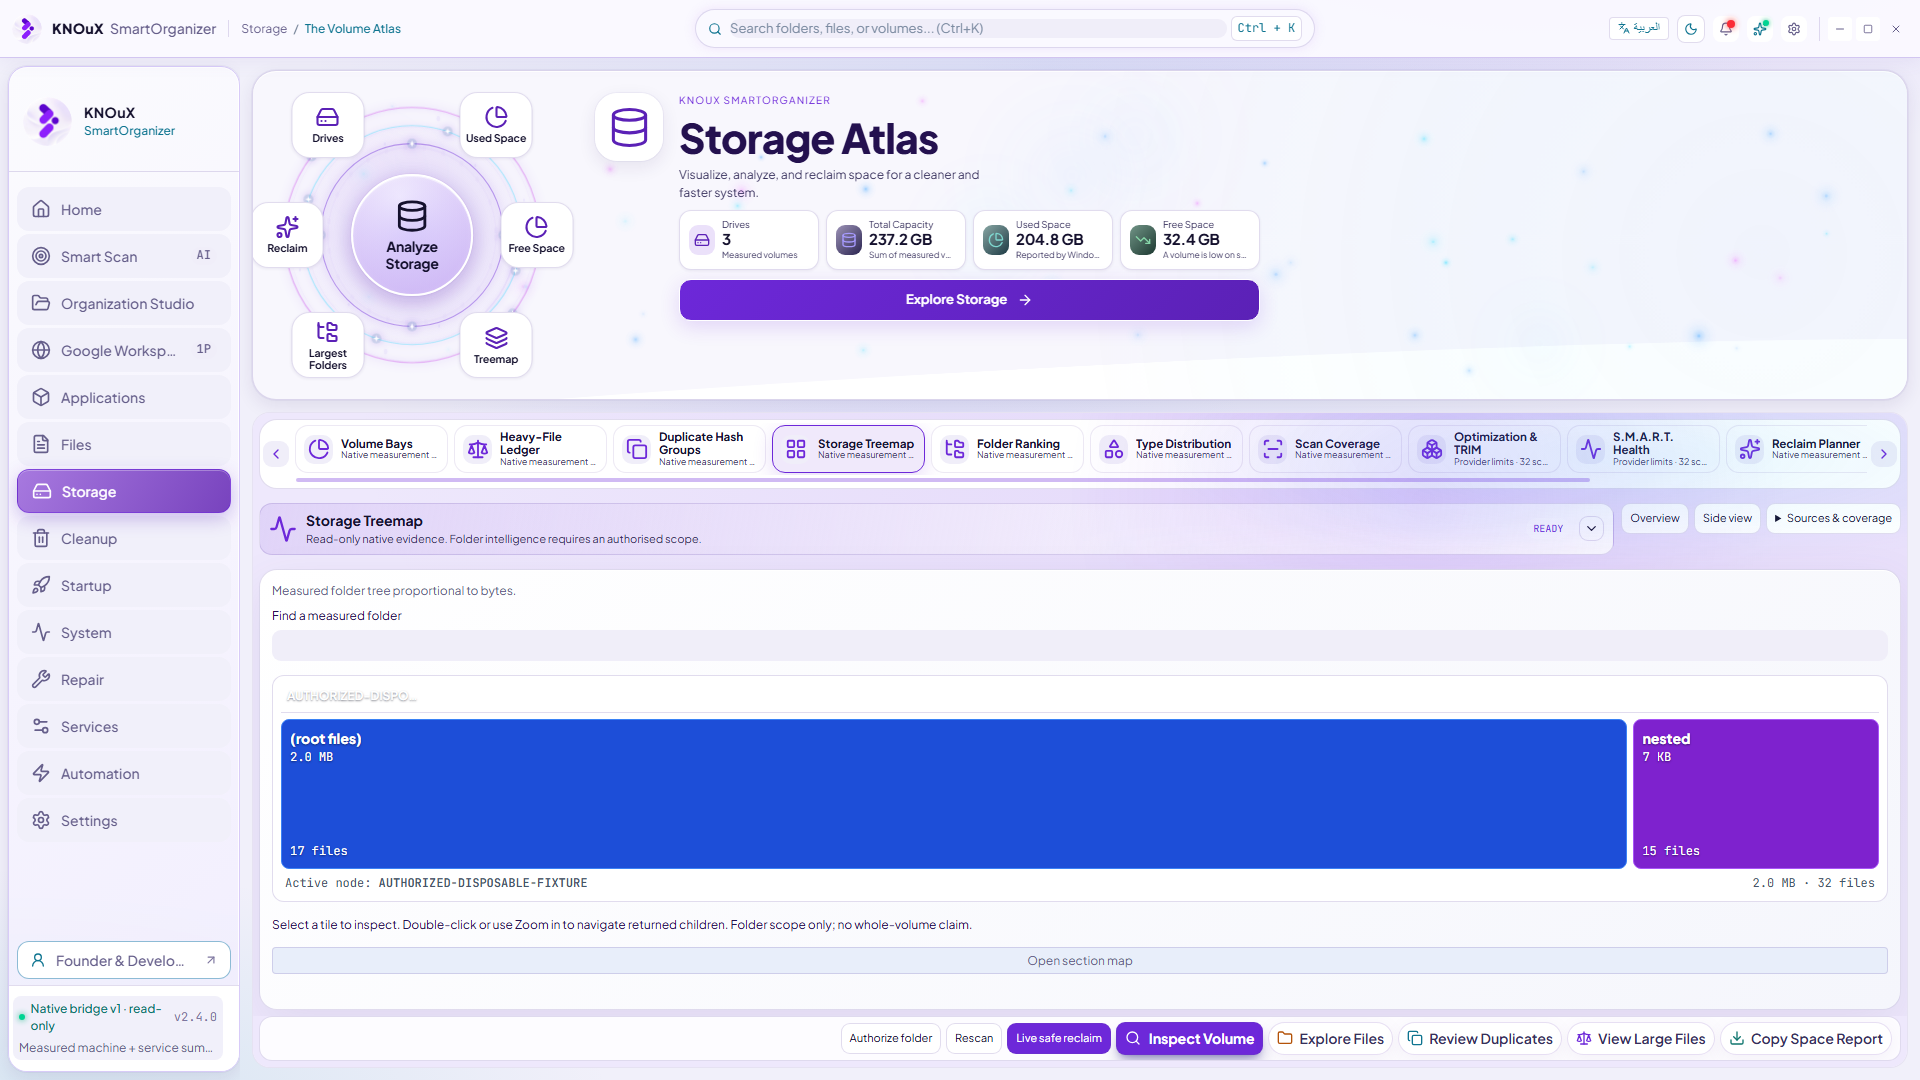 KNOuX SmartOrganizer
Storage / The Volume Atlas
Search folders, files, or volumes... (Ctrl+K)
Ctrl + K
العربية
KNOuX
SmartOrganizer
Home
Smart Scan AI
Organization Studio
Google Worksp... 1P
Applications
Files
Storage
Cleanup
Startup
System
Repair
Services
Automation
Settings
Founder & Develo...
Native bridge v1 · read-only
v2.4.0
Measured machine + service sum...
Drives
Used Space
Reclaim
Analyze Storage
Free Space
Largest Folders
Treemap
KNOUX SMARTORGANIZER
Storage Atlas
Visualize, analyze, and reclaim space for a cleaner and
faster system.
Drives
3
Measured volumes
Total Capacity
237.2 GB
Sum of measured v...
Used Space
204.8 GB
Reported by Windo...
Free Space
32.4 GB
A volume is low on s...
Explore Storage
Volume Bays
Native measurement ...
Heavy-File Ledger
Native measurement ...
Duplicate Hash Groups
Native measurement ...
Storage Treemap
Native measurement ...
Folder Ranking
Native measurement ...
Type Distribution
Native measurement ...
Scan Coverage
Native measurement ...
Optimization & TRIM
Provider limits · 32 sc...
S.M.A.R.T. Health
Provider limits · 32 sc...
Reclaim Planner
Native measurement ...
Storage Treemap
Read-only native evidence. Folder intelligence requires an authorised scope.
READY
Overview
Side view
Sources & coverage
Measured folder tree proportional to bytes.
Find a measured folder
AUTHORIZED-DISPO...
(root files)
2.0 MB
17 files
nested
7 KB
15 files
Active node: AUTHORIZED-DISPOSABLE-FIXTURE
2.0 MB · 32 files
Select a tile to inspect. Double-click or use Zoom in to navigate returned children. Folder scope only; no whole-volume claim.
Open section map
Authorize folder
Rescan
Live safe reclaim
Inspect Volume
Explore Files
Review Duplicates
View Large Files
Copy Space Report